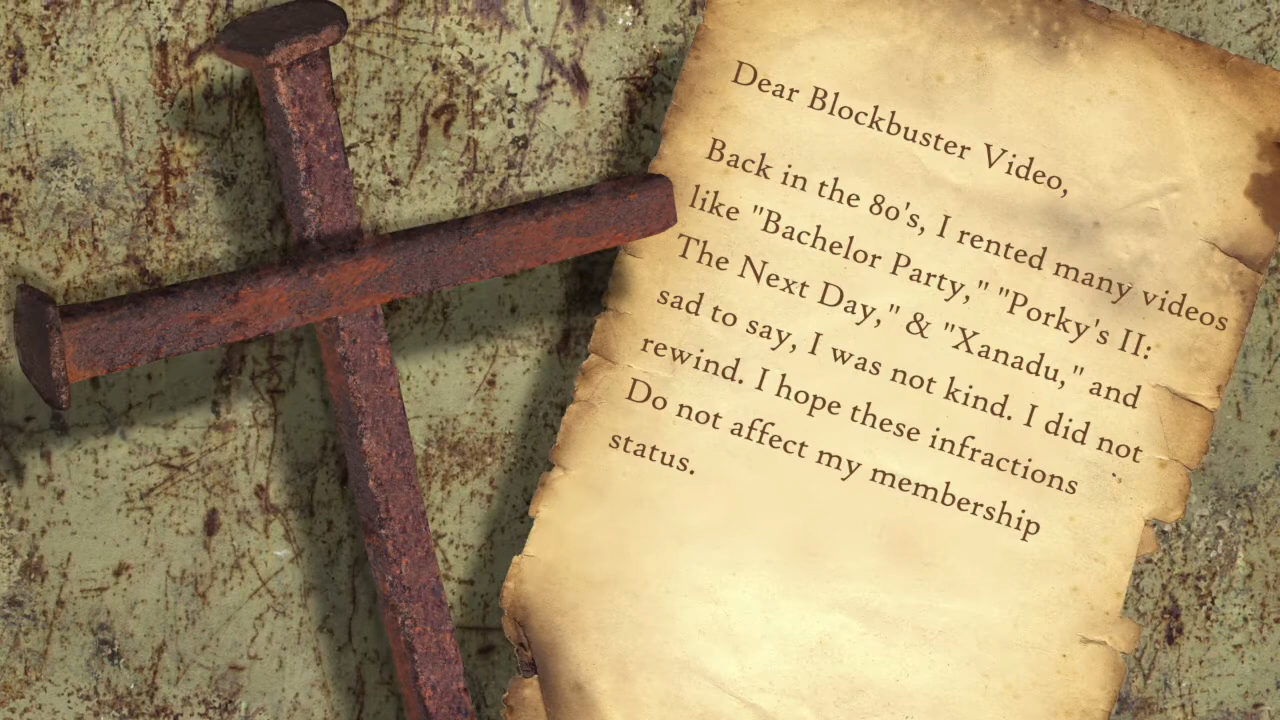 Dear Blockbuster Video,
Back in the 80's, I rented many videos
like "Bachelor Party," "Porky's II:
The Next Day," & "Xanadu," and
sad to say, I was not kind. I did not
rewind. I hope these infractions
Do not affect my membership
status.